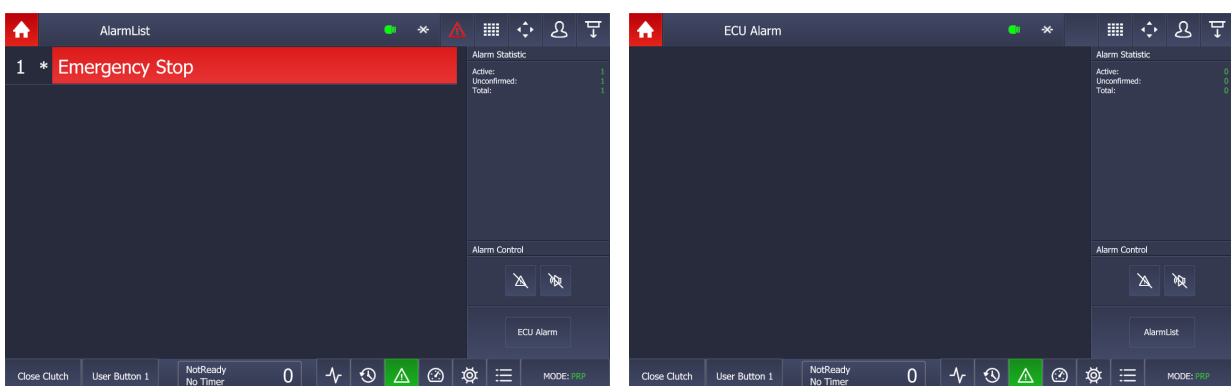 AlarmList
1 * Emergency Stop
Alarm Statistic
Active: 1
Unconfirmed: 1
Total: 1
Alarm Control
ECU Alarm
Close Clutch
User Button 1
NotReady
No Timer
0
MODE: PRP
ECU Alarm
Alarm Statistic
Active: 0
Unconfirmed: 0
Total: 0
Alarm Control
AlarmList
Close Clutch
User Button 1
NotReady
No Timer
0
MODE: PRP